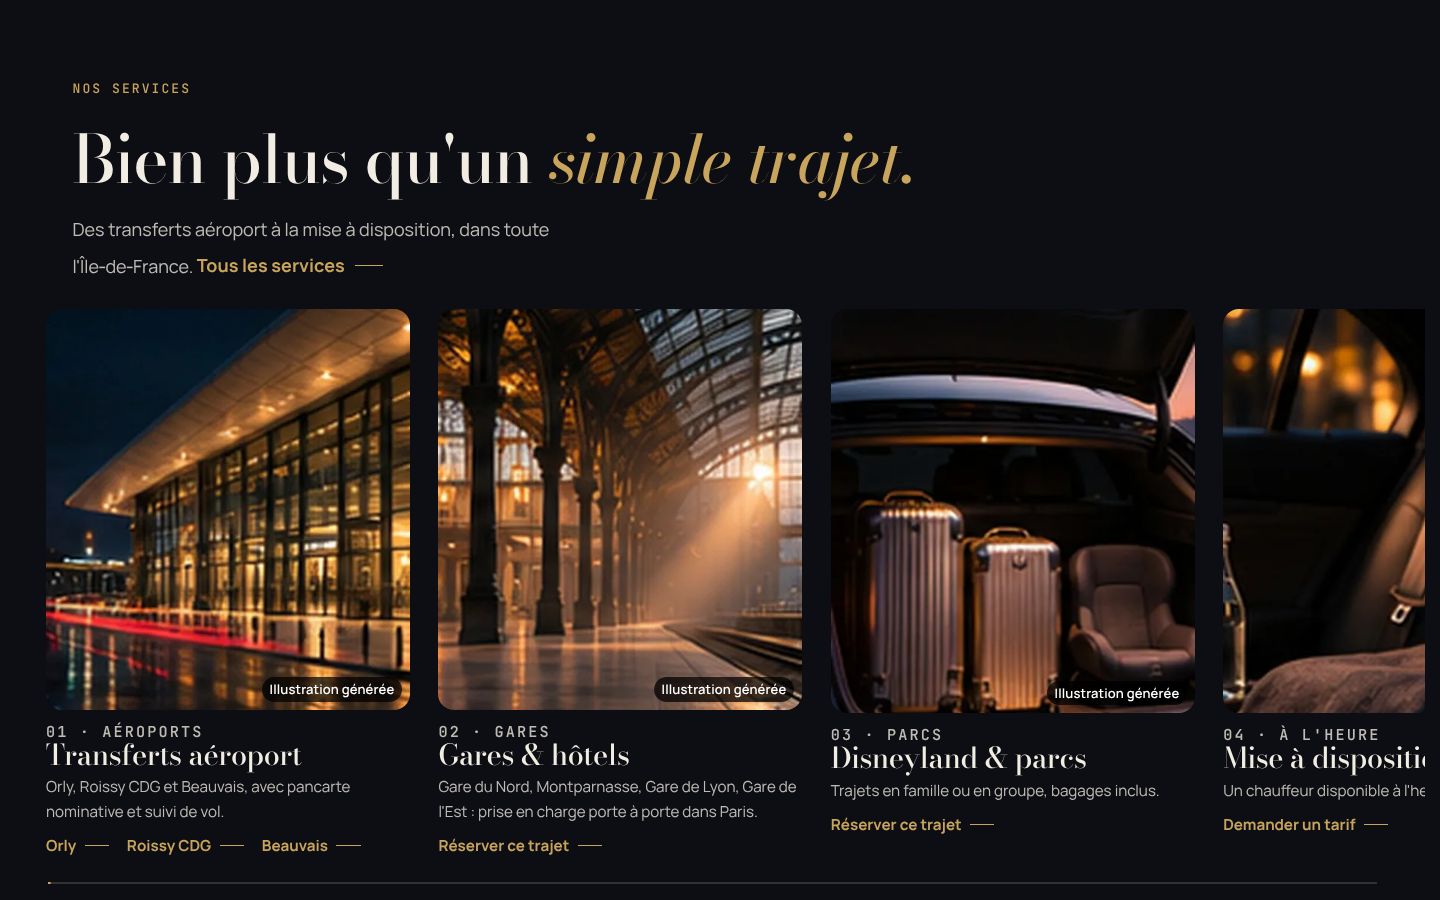 NOS SERVICES
Bien plus qu'un simple trajet.
Des transferts aéroport à la mise à disposition, dans toute
l'Île-de-France. Tous les services
Illustration générée
01 · AÉROPORTS
Transferts aéroport
Orly, Roissy CDG et Beauvais, avec pancarte
nominative et suivi de vol.
Orly Roissy CDG Beauvais
Illustration générée
02 · GARES
Gares & hôtels
Gare du Nord, Montparnasse, Gare de Lyon, Gare de
l'Est : prise en charge porte à porte dans Paris.
Réserver ce trajet
Illustration générée
03 · PARCS
Disneyland & parcs
Trajets en famille ou en groupe, bagages inclus.
Réserver ce trajet
04 · À L'HEURE
Mise à
Un chauffeur disponible à
Demander un tarif